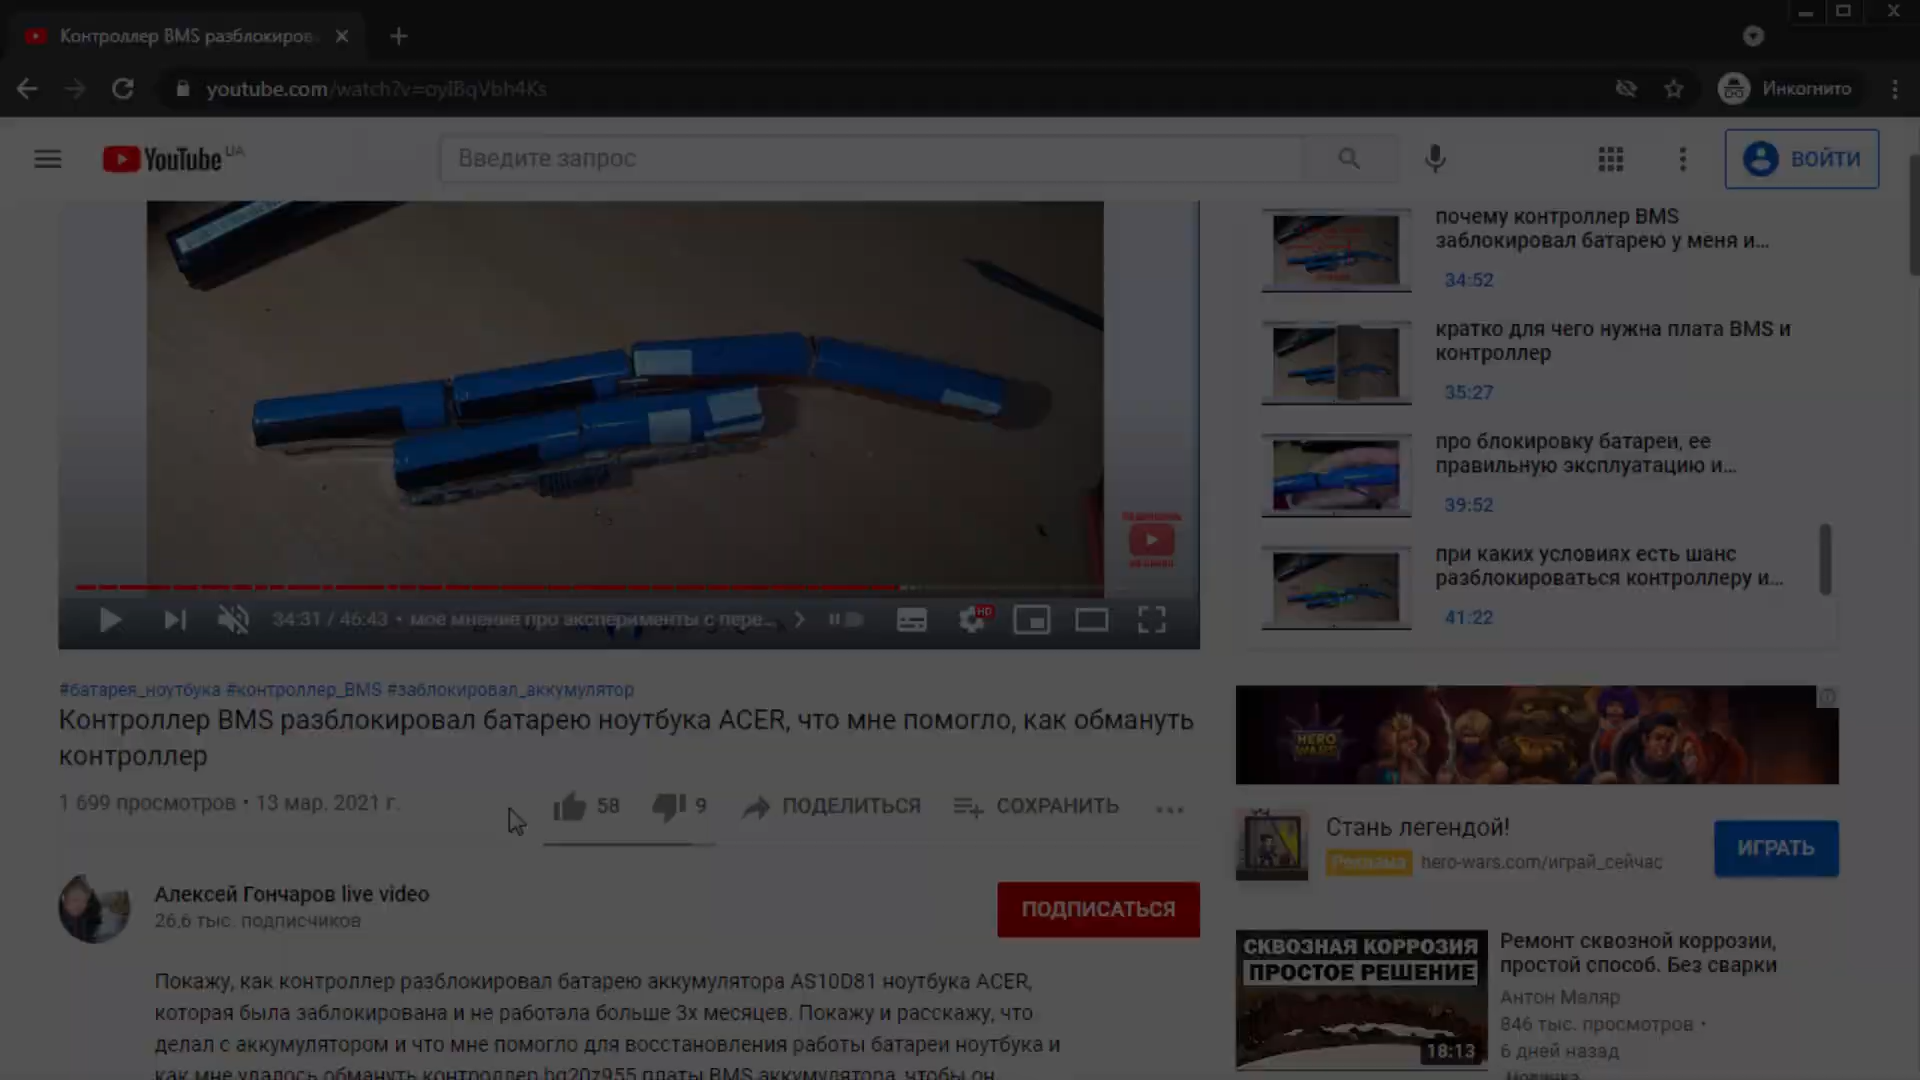 Контроллер BMS разблокиров
youtube.com/watch?v=oyIBqVbh4Ks
Инкогнито
YouTube UA
Введите запрос
ВОЙТИ
почему контроллер BMS
заблокировал батарею у меня и...
34:52
кратко для чего нужна плата BMS и
контроллер
35:27
про блокировку батареи, ее
правильную эксплуатацию и...
39:52
при каких условиях есть шанс
разблокироваться контроллеру и...
41:22
34:31 / 46:43 • мое мнение про эксперименты с пере...
HD
#батарея_ноутбука #контроллер_BMS #заблокировал_аккумулятор
Контроллер BMS разблокировал батарею ноутбука ACER, что мне помогло, как обмануть
контроллер
1 699 просмотров • 13 мар. 2021 г.
58
9
ПОДЕЛИТЬСЯ
СОХРАНИТЬ
HERO
WARS
Стань легендой!
Реклама hero-wars.com/играй_сейчас
ИГРАТЬ
Алексей Гончаров live video
26,6 тыс. подписчиков
ПОДПИСАТЬСЯ
Покажу, как контроллер разблокировал батарею аккумулятора AS10D81 ноутбука ACER,
которая была заблокирована и не работала больше 3х месяцев. Покажу и расскажу, что
делал с аккумулятором и что мне помогло для восстановления работы батареи ноутбука и
как мне удалось обмануть контроллер bq20z955 платы BMS аккумулятора, чтобы он
СКВОЗНАЯ КОРРОЗИЯ
ПРОСТОЕ РЕШЕНИЕ
18:13
Ремонт сквозной коррозии,
простой способ. Без сварки
Антон Маляр
846 тыс. просмотров •
6 дней назад
Новинка